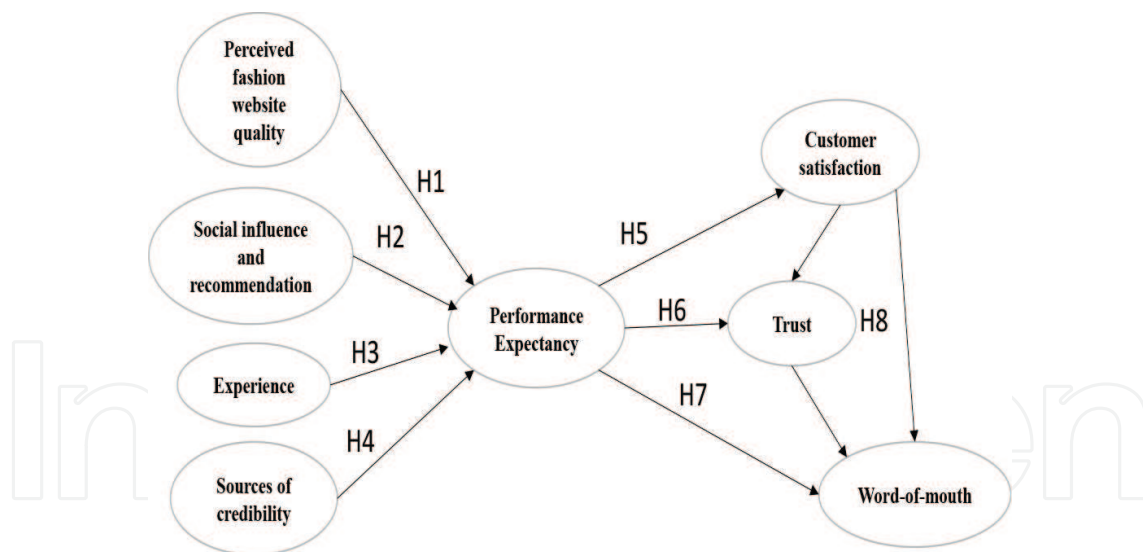 Perceived
fashion
website
quality
H1
Social influence
and
recommendation
H2
Experience
H3
Sources of
credibility
H4
Performance
Expectancy
H5
H6
H7
Customer
satisfaction
Trust
H8
Word-of-mouth